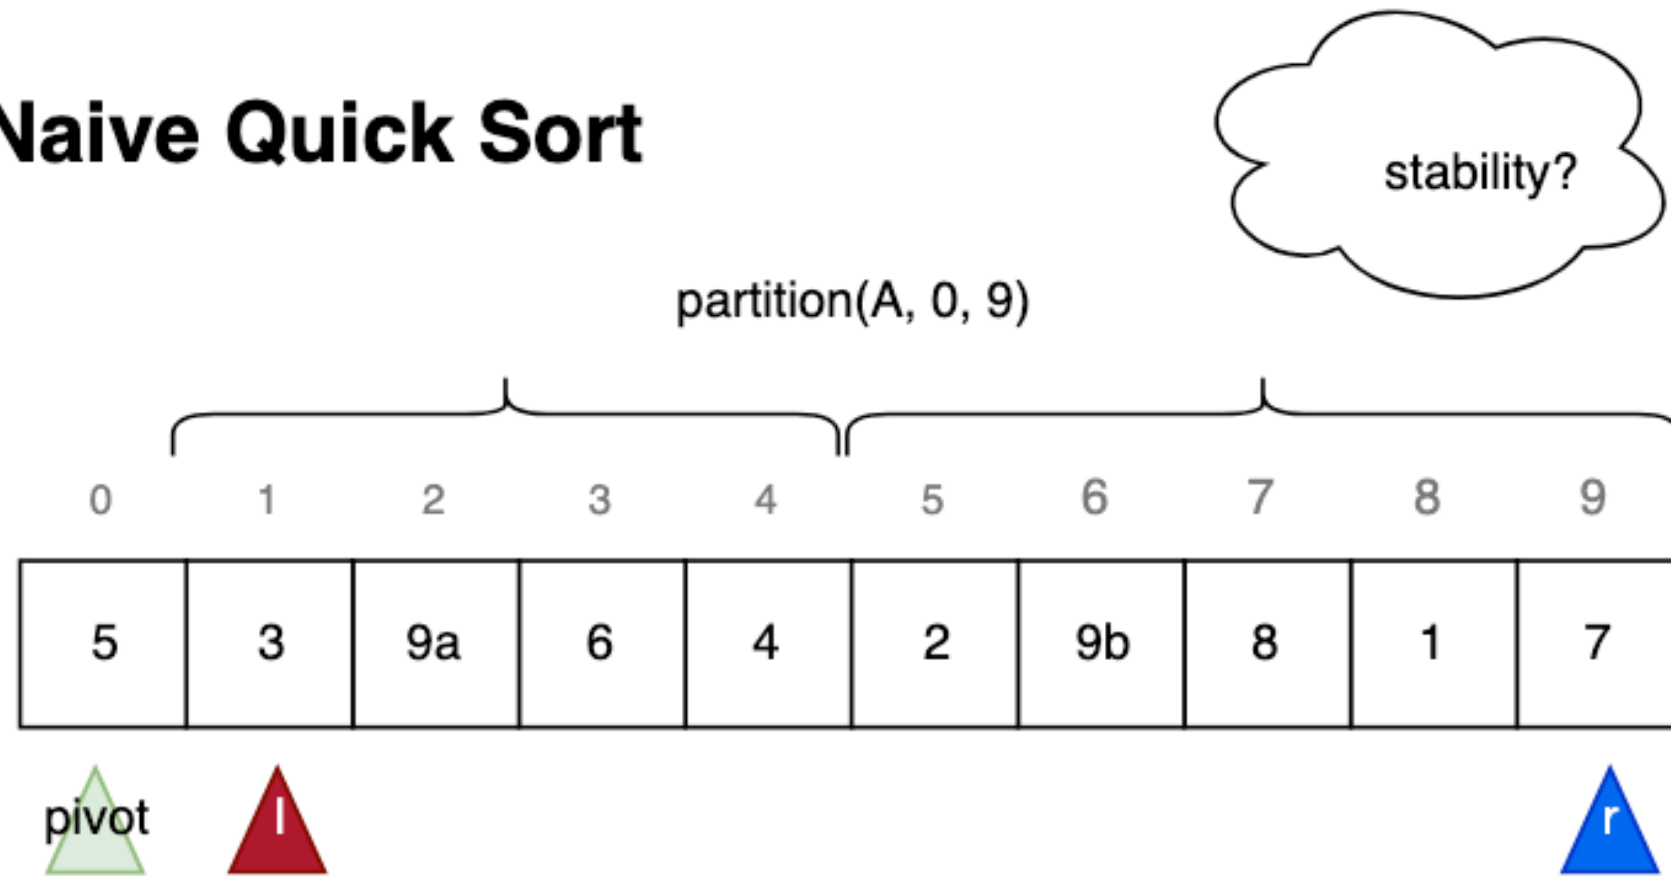 Naive Quick Sort
stability?
partition(A, 0, 9)
0 1 2 3 4 5 6 7 8 9
5 3 9a 6 4 2 9b 8 1 7
pivot l r